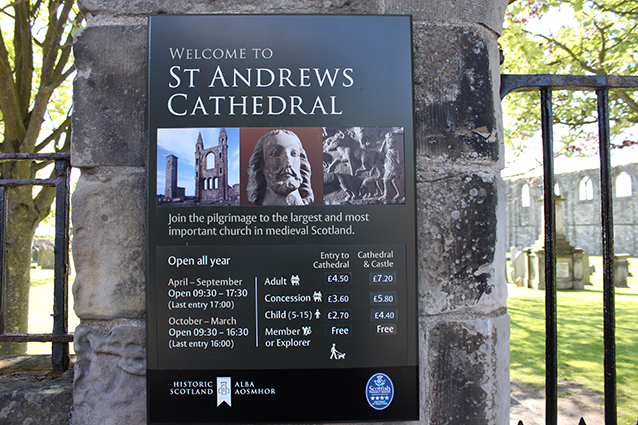 WELCOME TO
ST ANDREWS
CATHEDRAL
Join the pilgrimage to the largest and most
important church in medieval Scotland.
Open all year
April – September
Open 09:30 – 17:30
(Last entry 17:00)
October – March
Open 09:30 – 16:30
(Last entry 16:00)
Entry to Cathedral
Cathedral & Castle
Adult £4.50 £7.20
Concession £3.60 £5.80
Child (5-15) £2.70 £4.40
Member or Explorer Free Free
HISTORIC SCOTLAND
ALBA AOSMHOR
Scottish